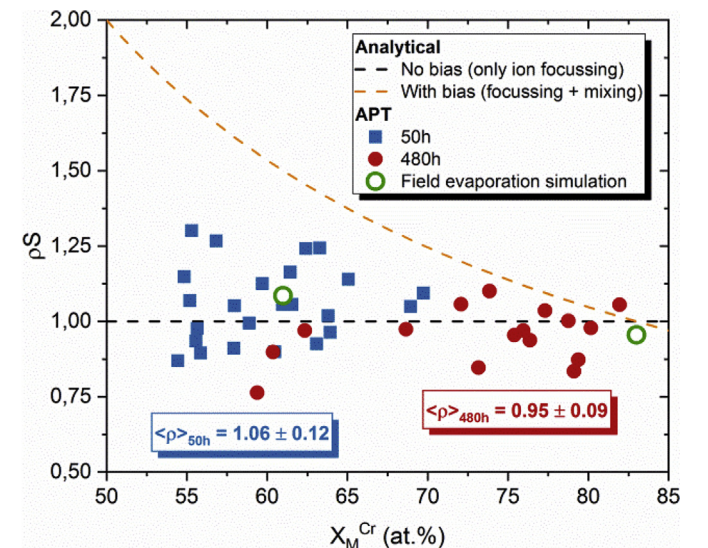 2,00
1,75
1,50
1,25
1,00
0,75
0,50
ρS
Analytical
No bias (only ion focussing)
With bias (focussing + mixing)
APT
50h
480h
Field evaporation simulation
<ρ>50h = 1.06 ± 0.12
<ρ>480h = 0.95 ± 0.09
50 55 60 65 70 75 80 85
XMCr (at.%)